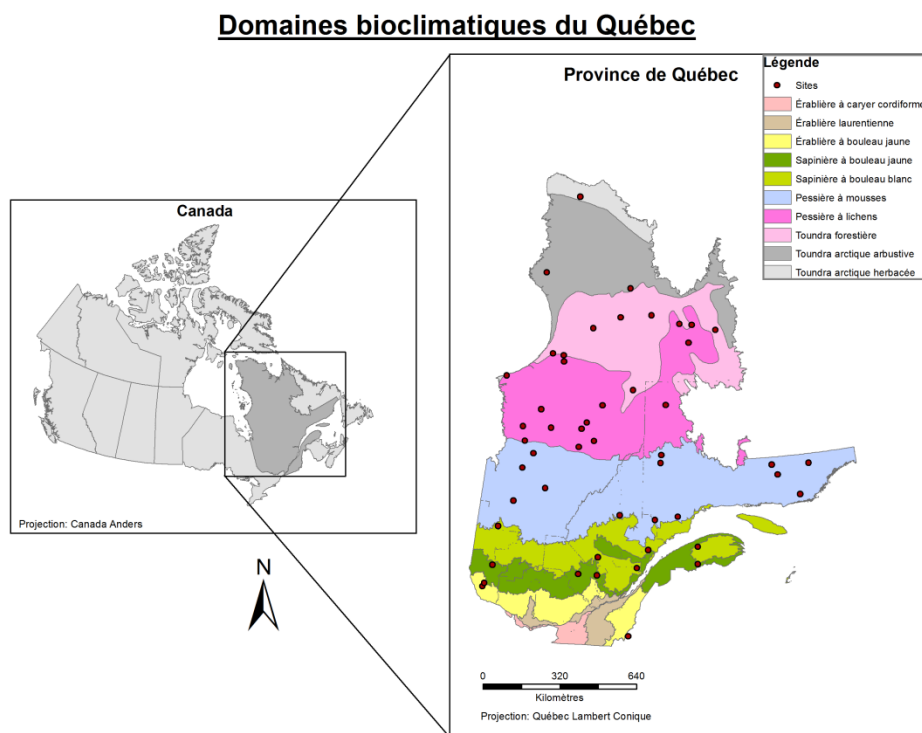 Domaines bioclimatiques du Québec
Canada
Projection: Canada Anders
N
Province de Québec
Légende
Sites
Érablière à caryer cordiforme
Érablière laurentienne
Érablière à bouleau jaune
Sapinière à bouleau jaune
Sapinière à bouleau blanc
Pessière à mousses
Pessière à lichens
Toundra forestière
Toundra arctique arbustive
Toundra arctique herbacée
0 320 640
Kilomètres
Projection: Québec Lambert Conique